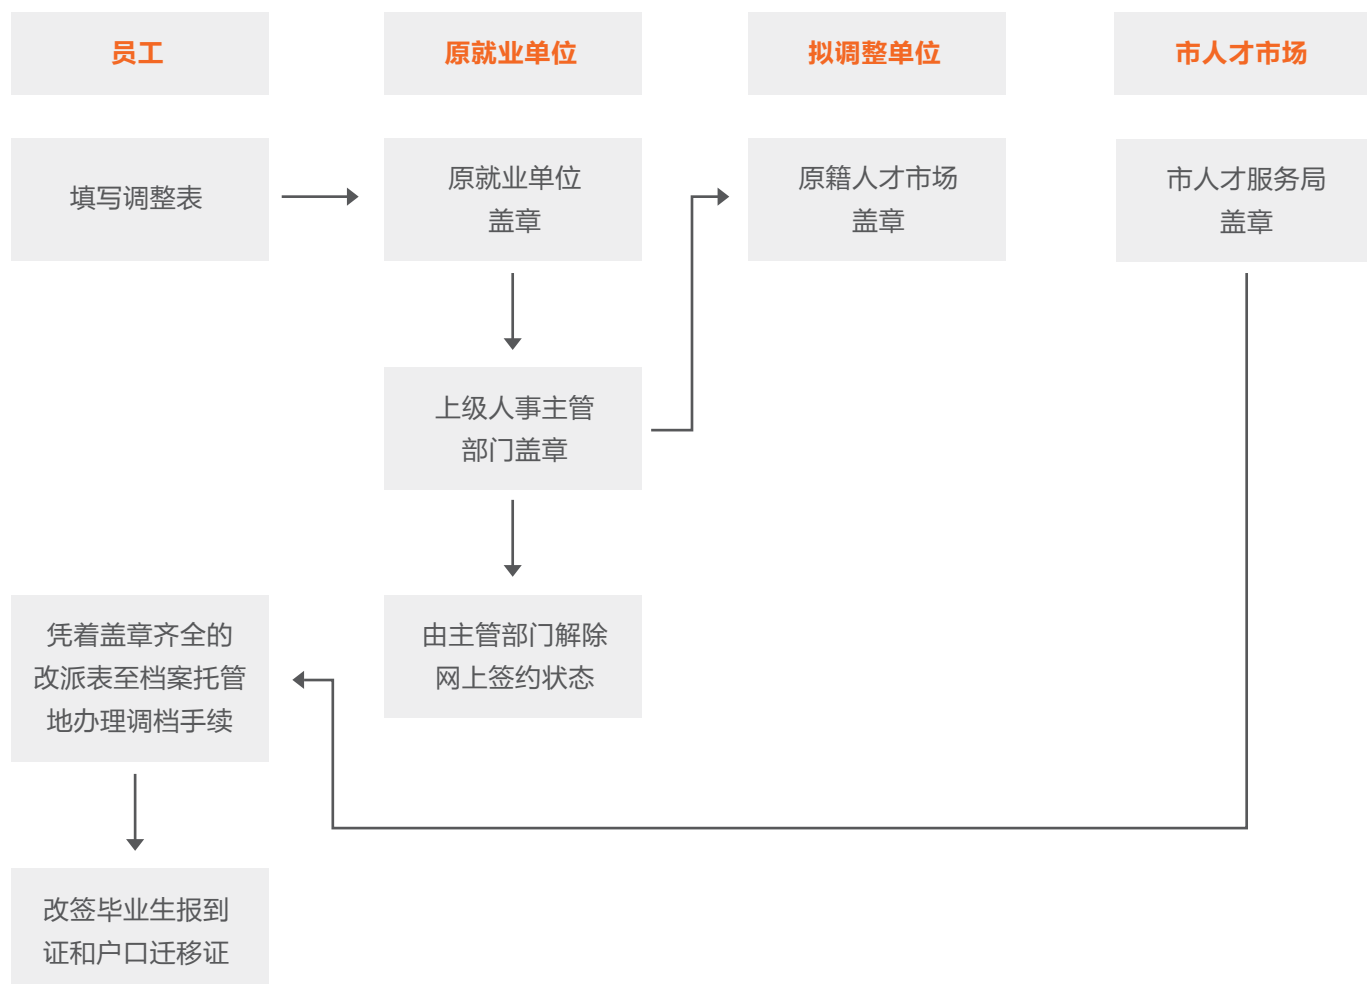 员工
原就业单位
拟调整单位
市人才市场
填写调整表
原就业单位
盖章
原籍人才市场
盖章
市人才服务局
盖章
上级人事主管
部门盖章
凭着盖章齐全的
改派表至档案托管
地办理调档手续
由主管部门解除
网上签约状态
改签毕业生报到
证和户口迁移证